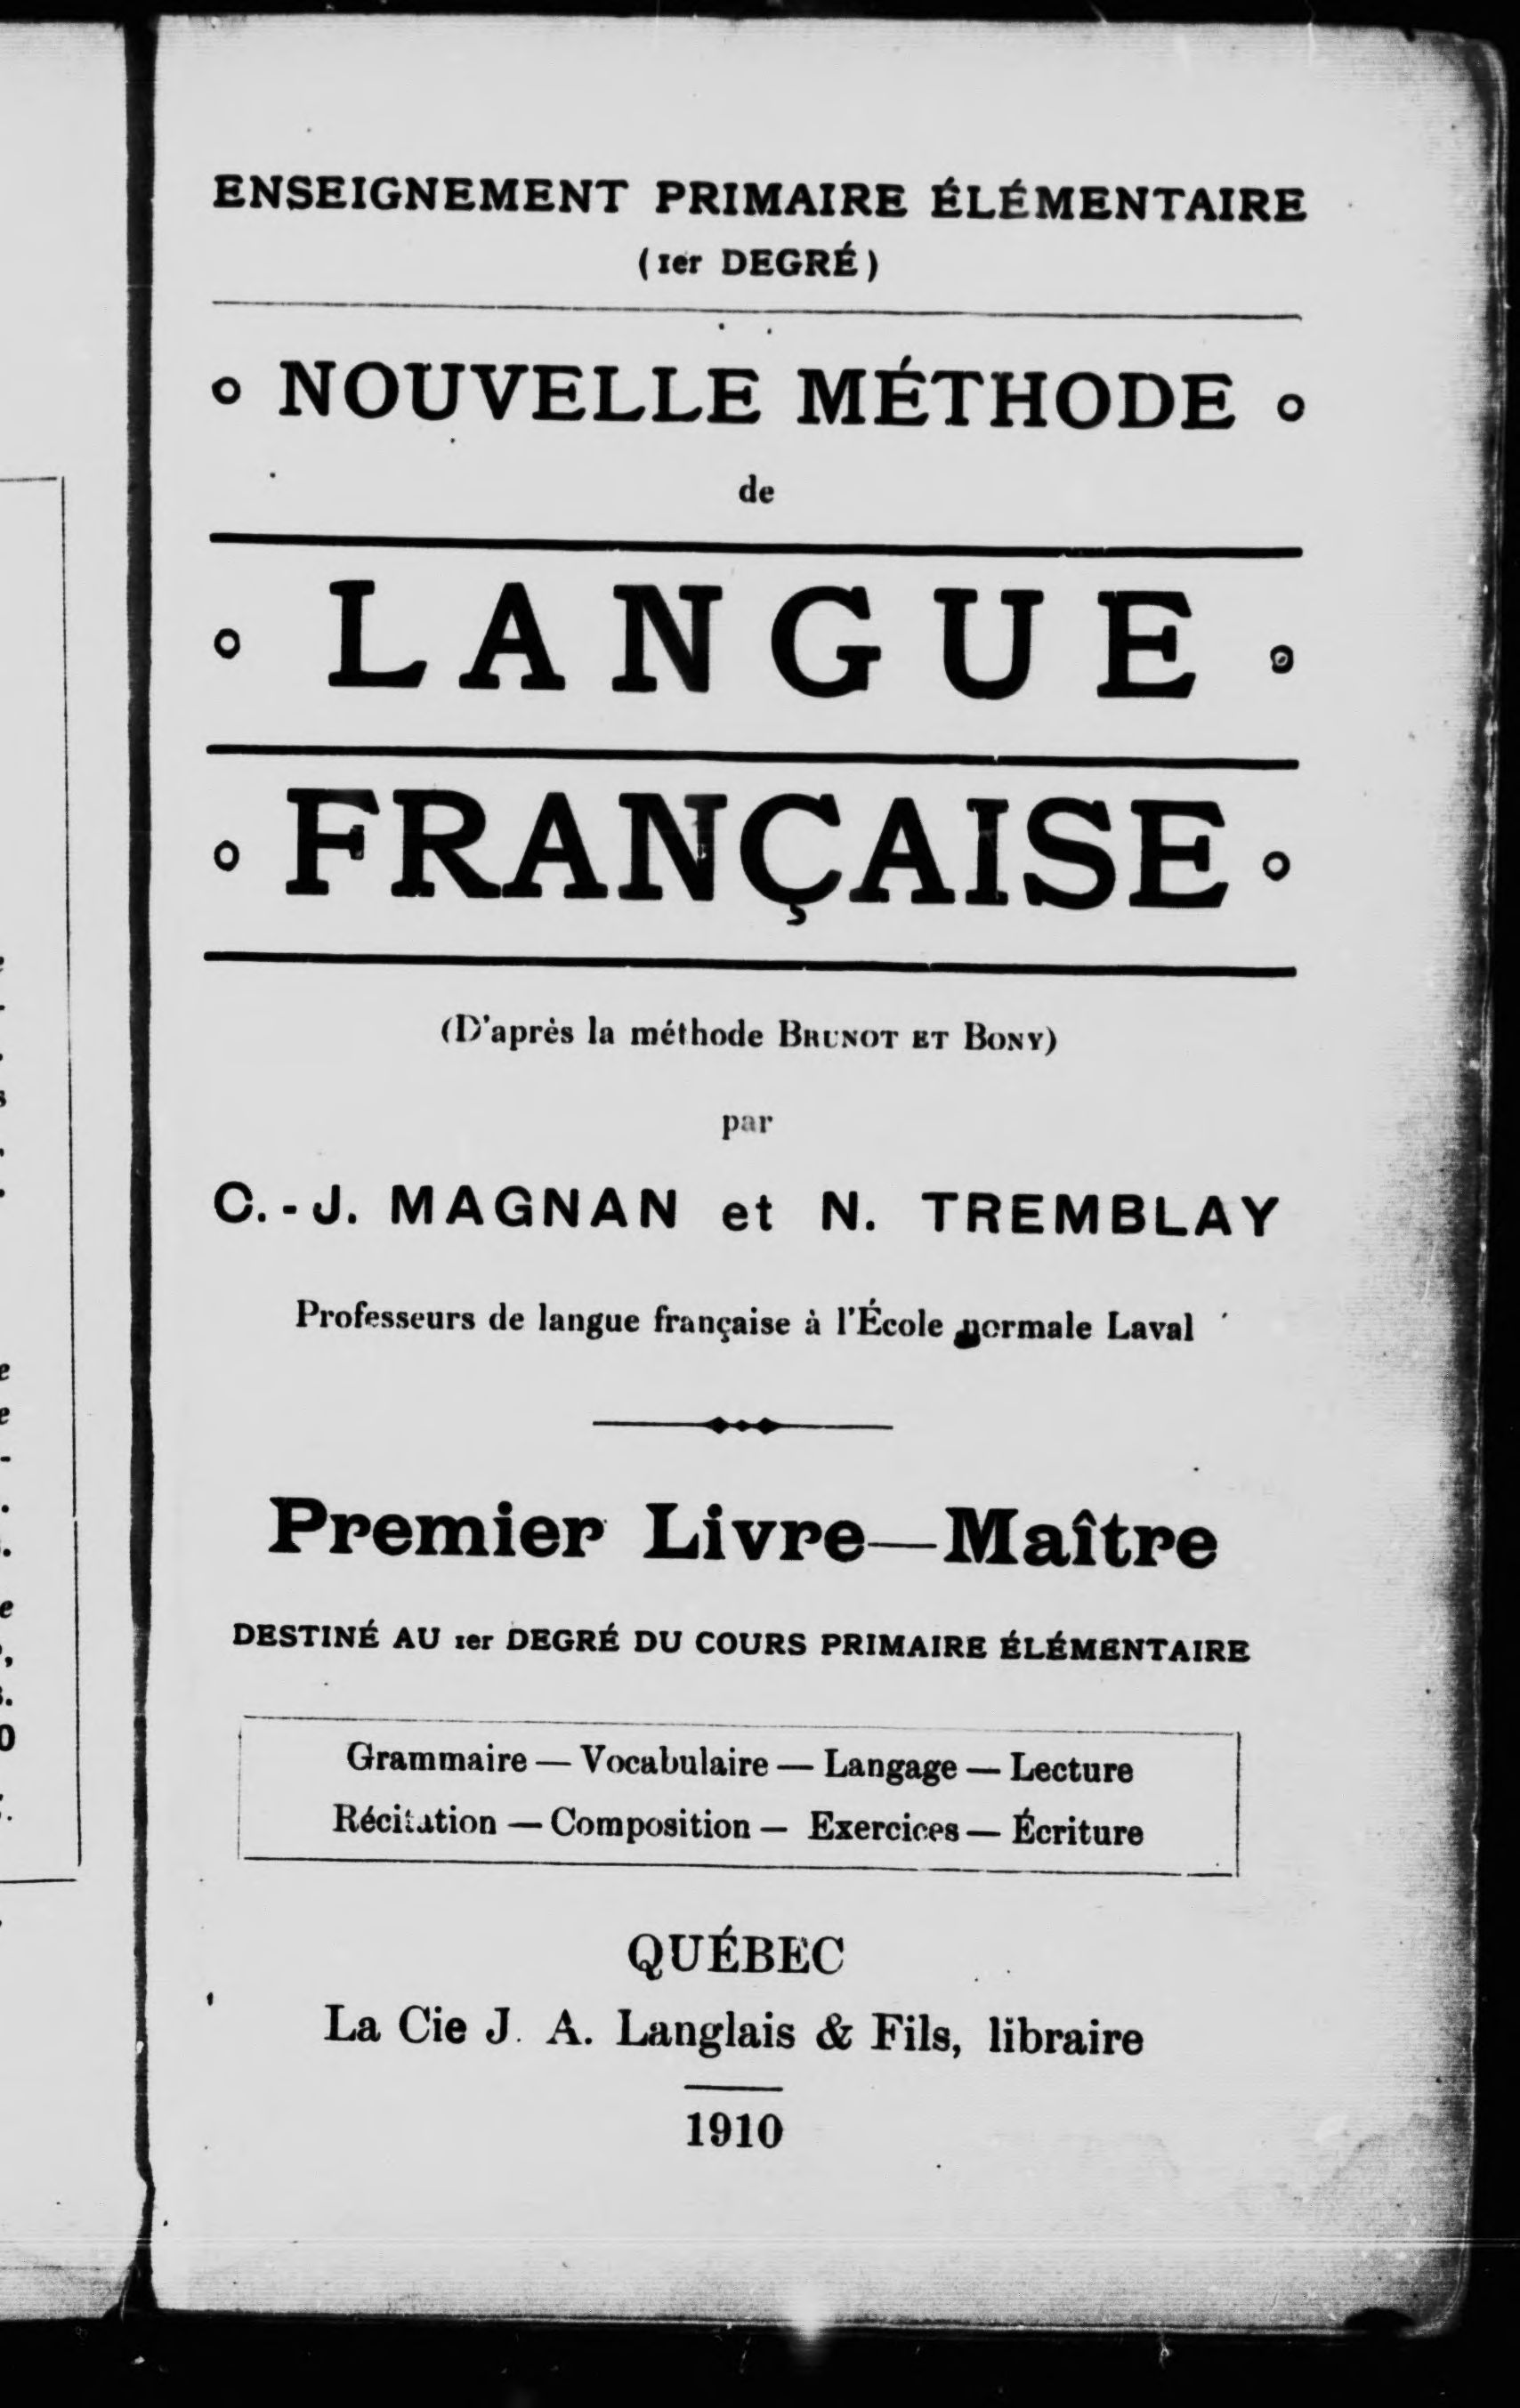 ENSEIGNEMENT PRIMAIRE ÉLÉMENTAIRE
(1er DEGRÉ)
NOUVELLE MÉTHODE
de
LANGUE
FRANÇAISE
(D'après la méthode BRUNOT ET BONY)
par
C.-J. MAGNAN et N. TREMBLAY
Professeurs de langue française à l'École normale Laval
Premier Livre—Maître
DESTINÉ AU 1er DEGRÉ DU COURS PRIMAIRE ÉLÉMENTAIRE
Grammaire — Vocabulaire — Langage — Lecture
Récitation — Composition — Exercices — Écriture
QUÉBEC
La Cie J. A. Langlais & Fils, libraire
1910